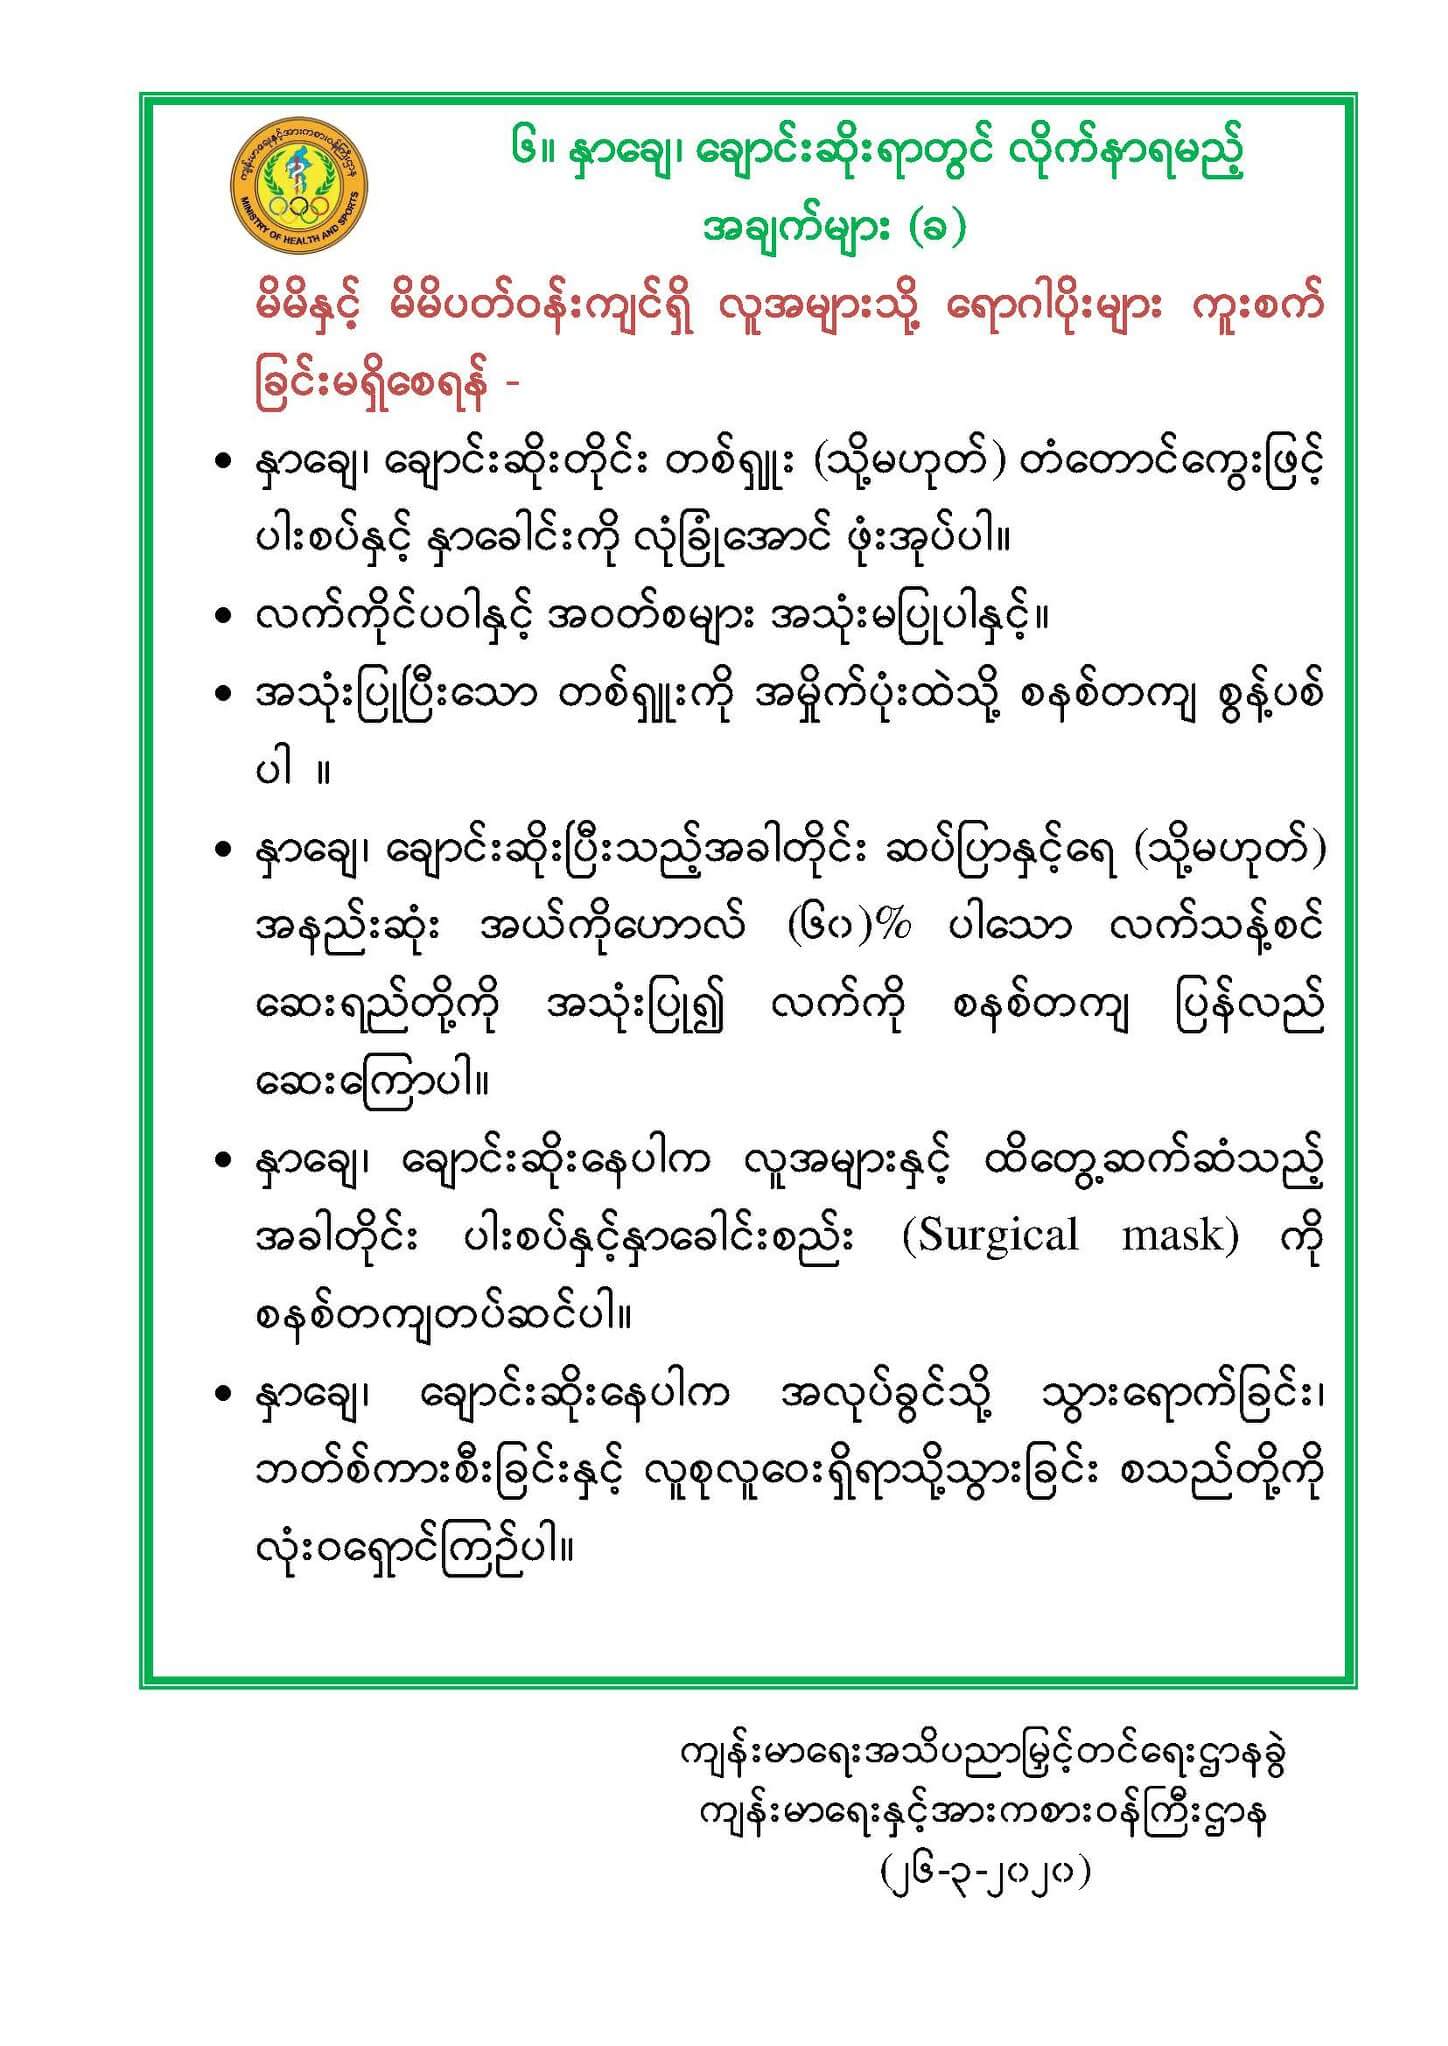 ကျန်းမာရေးနှင့်အားကစားဝန်ကြီးဌာန
MINISTRY OF HEALTH AND SPORTS
၆။ နှာချေ၊ ချောင်းဆိုးရာတွင် လိုက်နာရမည့်
အချက်များ (ခ)
မိမိနှင့် မိမိပတ်ဝန်းကျင်ရှိ လူအများသို့ ရောဂါပိုးများ ကူးစက်
ခြင်းမရှိစေရန် -
• နှာချေ၊ ချောင်းဆိုးတိုင်း တစ်ရှူး (သို့မဟုတ်) တံတောင်ကွေးဖြင့်
ပါးစပ်နှင့် နှာခေါင်းကို လုံခြုံအောင် ဖုံးအုပ်ပါ။
• လက်ကိုင်ပဝါနှင့် အဝတ်စများ အသုံးမပြုပါနှင့်။
• အသုံးပြုပြီးသော တစ်ရှူးကို အမှိုက်ပုံးထဲသို့ စနစ်တကျ စွန့်ပစ်
ပါ ။
• နှာချေ၊ ချောင်းဆိုးပြီးသည့်အခါတိုင်း ဆပ်ပြာနှင့်ရေ (သို့မဟုတ်)
အနည်းဆုံး အယ်ကိုဟောလ် (၆၀)% ပါသော လက်သန့်စင်
ဆေးရည်တို့ကို အသုံးပြု၍ လက်ကို စနစ်တကျ ပြန်လည်
ဆေးကြောပါ။
• နှာချေ၊ ချောင်းဆိုးနေပါက လူအများနှင့် ထိတွေ့ဆက်ဆံသည့်
အခါတိုင်း ပါးစပ်နှင့်နှာခေါင်းစည်း (Surgical mask) ကို
စနစ်တကျတပ်ဆင်ပါ။
• နှာချေ၊ ချောင်းဆိုးနေပါက အလုပ်ခွင်သို့ သွားရောက်ခြင်း၊
ဘတ်စ်ကားစီးခြင်းနှင့် လူစုလူဝေးရှိရာသို့သွားခြင်း စသည်တို့ကို
လုံးဝရှောင်ကြဉ်ပါ။
ကျန်းမာရေးအသိပညာမြှင့်တင်ရေးဌာနခွဲ
ကျန်းမာရေးနှင့်အားကစားဝန်ကြီးဌာန
(၂၆-၃-၂၀၂၀)